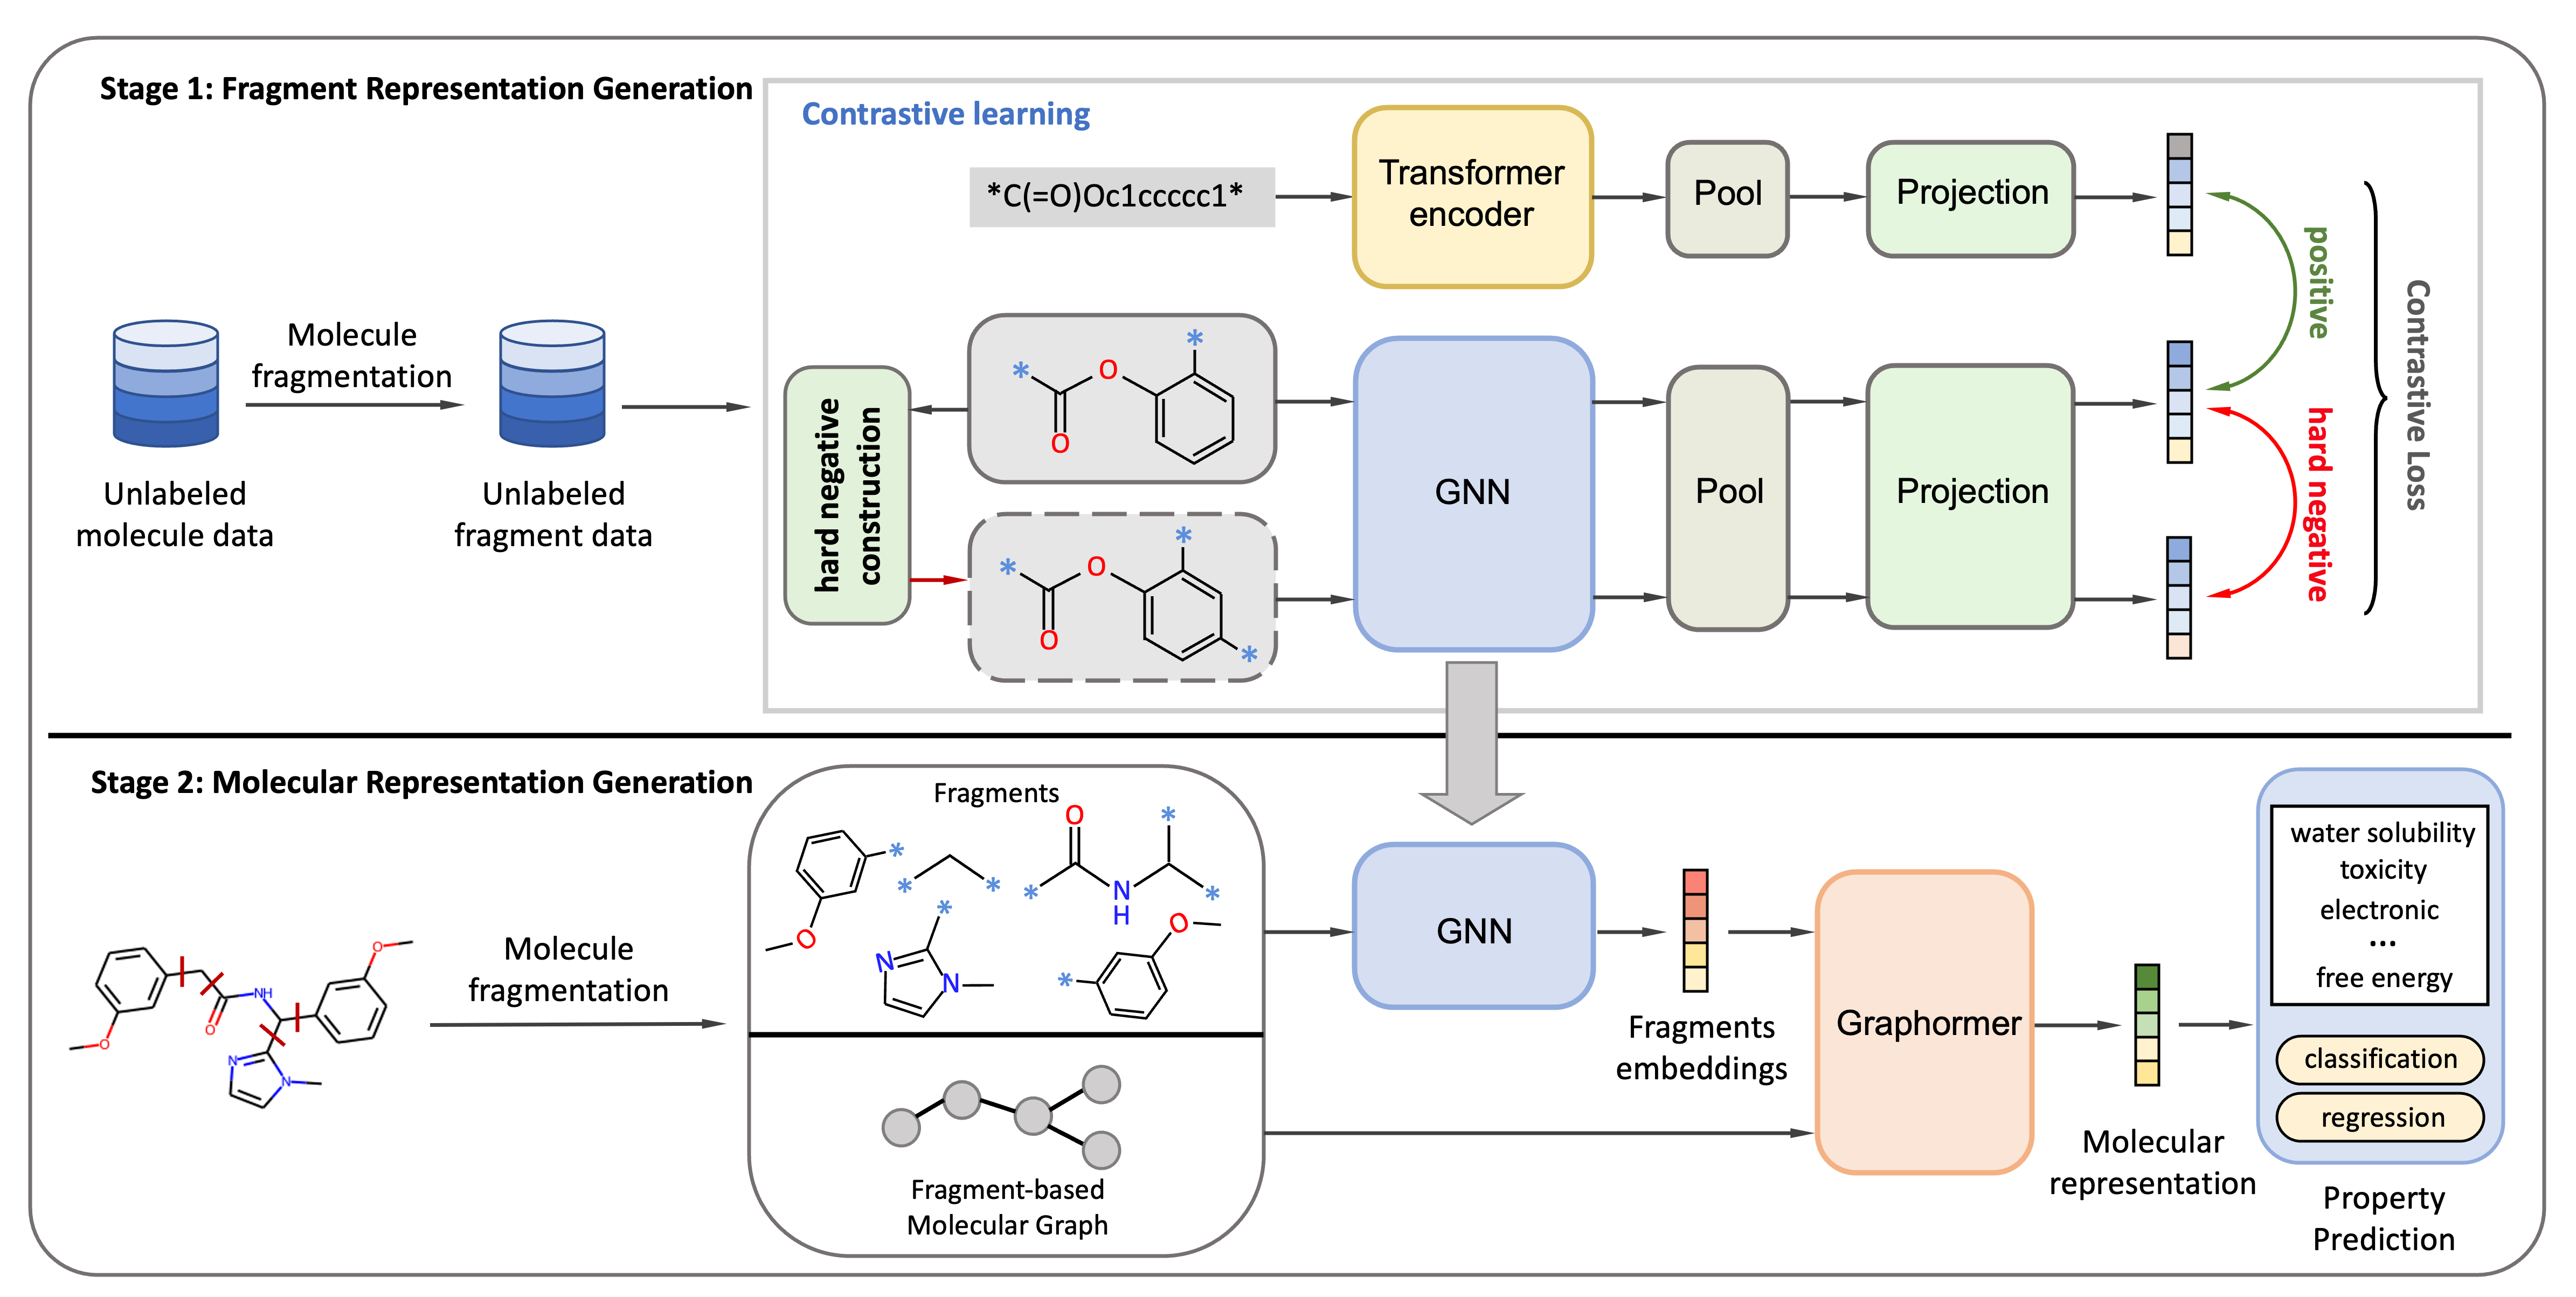 Stage 1: Fragment Representation Generation
Contrastive learning
*C(=O)Oc1ccccc1*
Transformer
encoder
Pool
Projection
positive
Molecule
fragmentation
Unlabeled
molecule data
Unlabeled
fragment data
hard negative
construction
*
*
O
O
*
*
O
O
*
GNN
Pool
Projection
hard negative
Contrastive Loss
Stage 2: Molecular Representation Generation
O
NH
O
O
N
N
Molecule
fragmentation
Fragments
*
O
*
*
O
*
N
H
*
*
*
N
N
O
*
Fragment-based
Molecular Graph
GNN
Fragments
embeddings
Graphormer
Molecular
representation
water solubility
toxicity
electronic
...
free energy
classification
regression
Property
Prediction